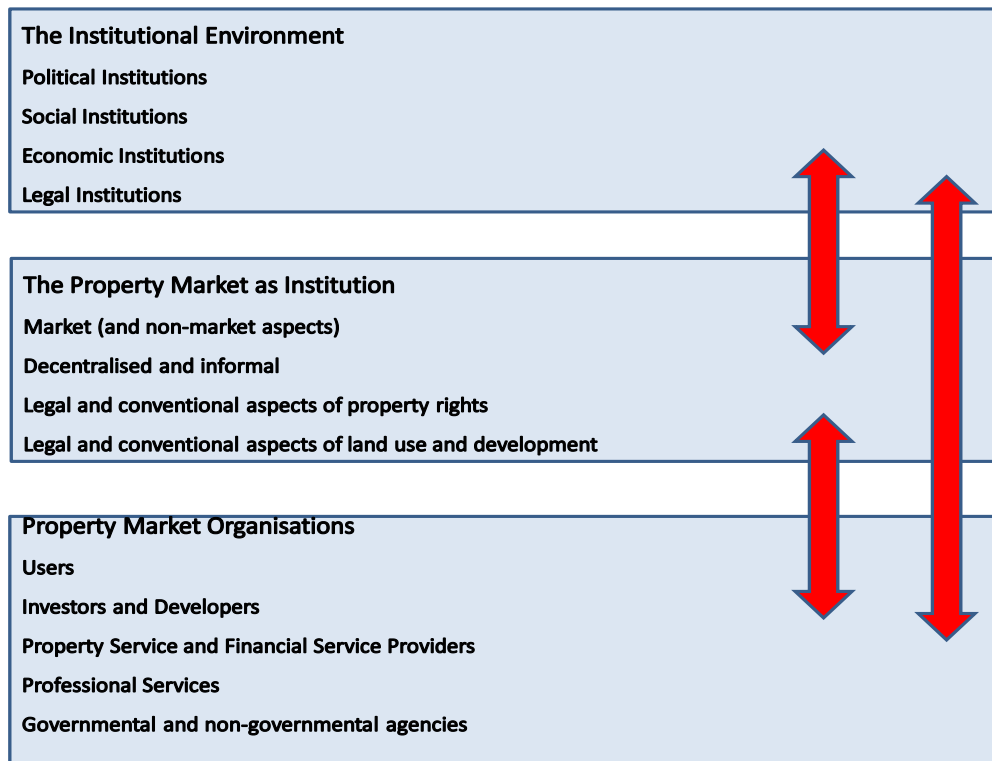 The Institutional Environment
Political Institutions
Social Institutions
Economic Institutions
Legal Institutions
The Property Market as Institution
Market (and non-market aspects)
Decentralised and informal
Legal and conventional aspects of property rights
Legal and conventional aspects of land use and development
Property Market Organisations
Users
Investors and Developers
Property Service and Financial Service Providers
Professional Services
Governmental and non-governmental agencies